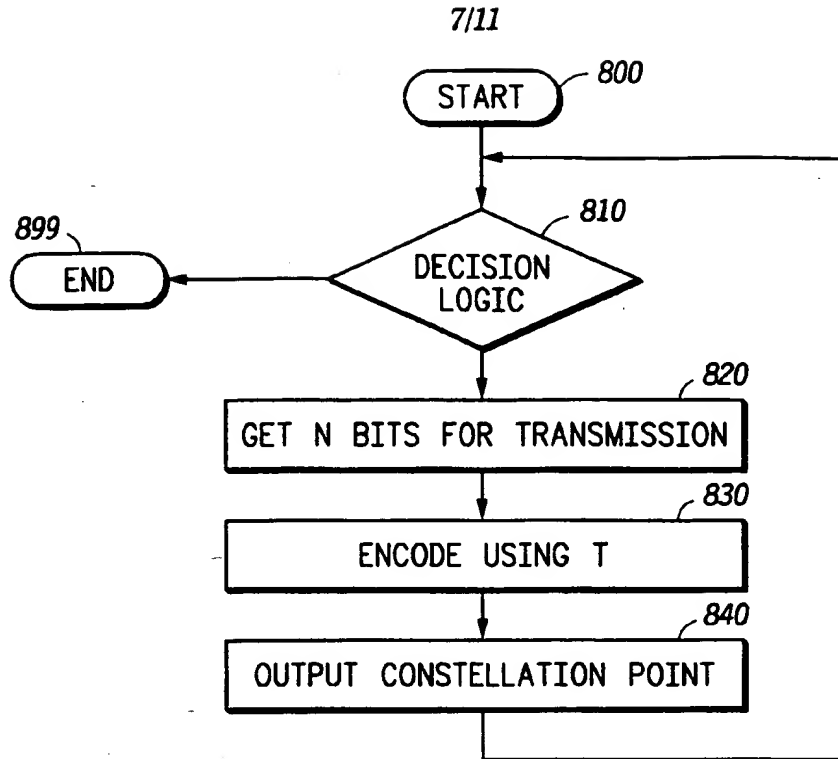 7/11
START
800
810
899
END
DECISION
LOGIC
820
GET N BITS FOR TRANSMISSION
830
ENCODE USING T
840
OUTPUT CONSTELLATION POINT